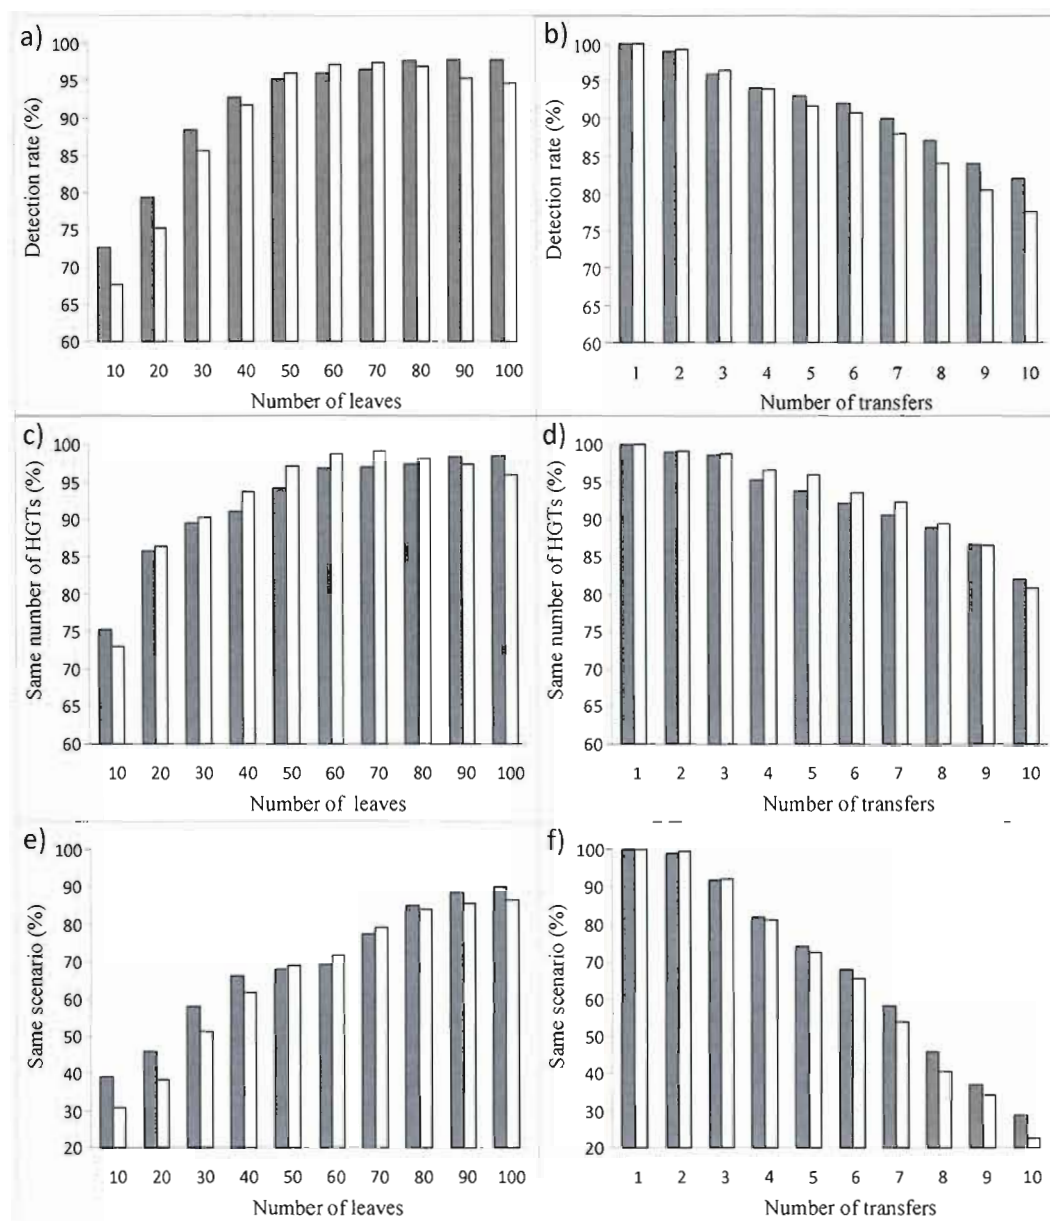 a)
Detection rate (%)
100
95
90
85
80
75
70
65
60
10 20 30 40 50 60 70 80 90 100
Number of leaves
b)
Detection rate (%)
100
95
90
85
80
75
70
65
60
1 2 3 4 5 6 7 8 9 10
Number of transfers
c)
Same number of HGTs (%)
100
95
90
85
80
75
70
65
60
10 20 30 40 50 60 70 80 90 100
Number of leaves
d)
Same number of HGTs (%)
100
95
90
85
80
75
70
65
60
1 2 3 4 5 6 7 8 9 10
Number of transfers
e)
Same scenario (%)
100
90
80
70
60
50
40
30
20
10 20 30 40 50 60 70 80 90 100
Number of leaves
f)
Same scenario (%)
100
90
80
70
60
50
40
30
20
1 2 3 4 5 6 7 8 9 10
Number of transfers